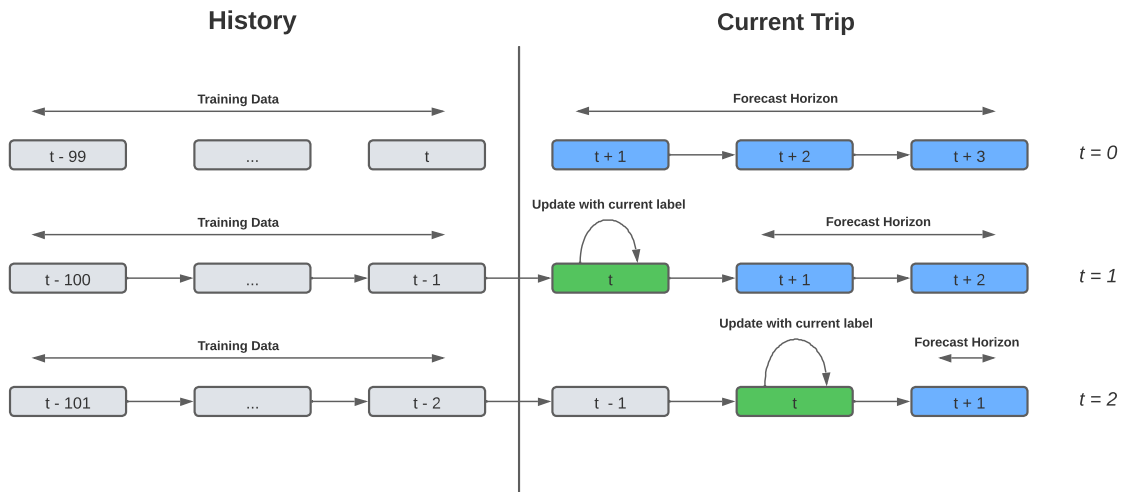 History
Current Trip
Training Data
Forecast Horizon
t - 99
...
t
t + 1
t + 2
t + 3
t = 0
Update with current label
Training Data
Forecast Horizon
t - 100
...
t - 1
t
t + 1
t + 2
t = 1
Update with current label
Training Data
Forecast Horizon
t - 101
...
t - 2
t - 1
t
t + 1
t = 2